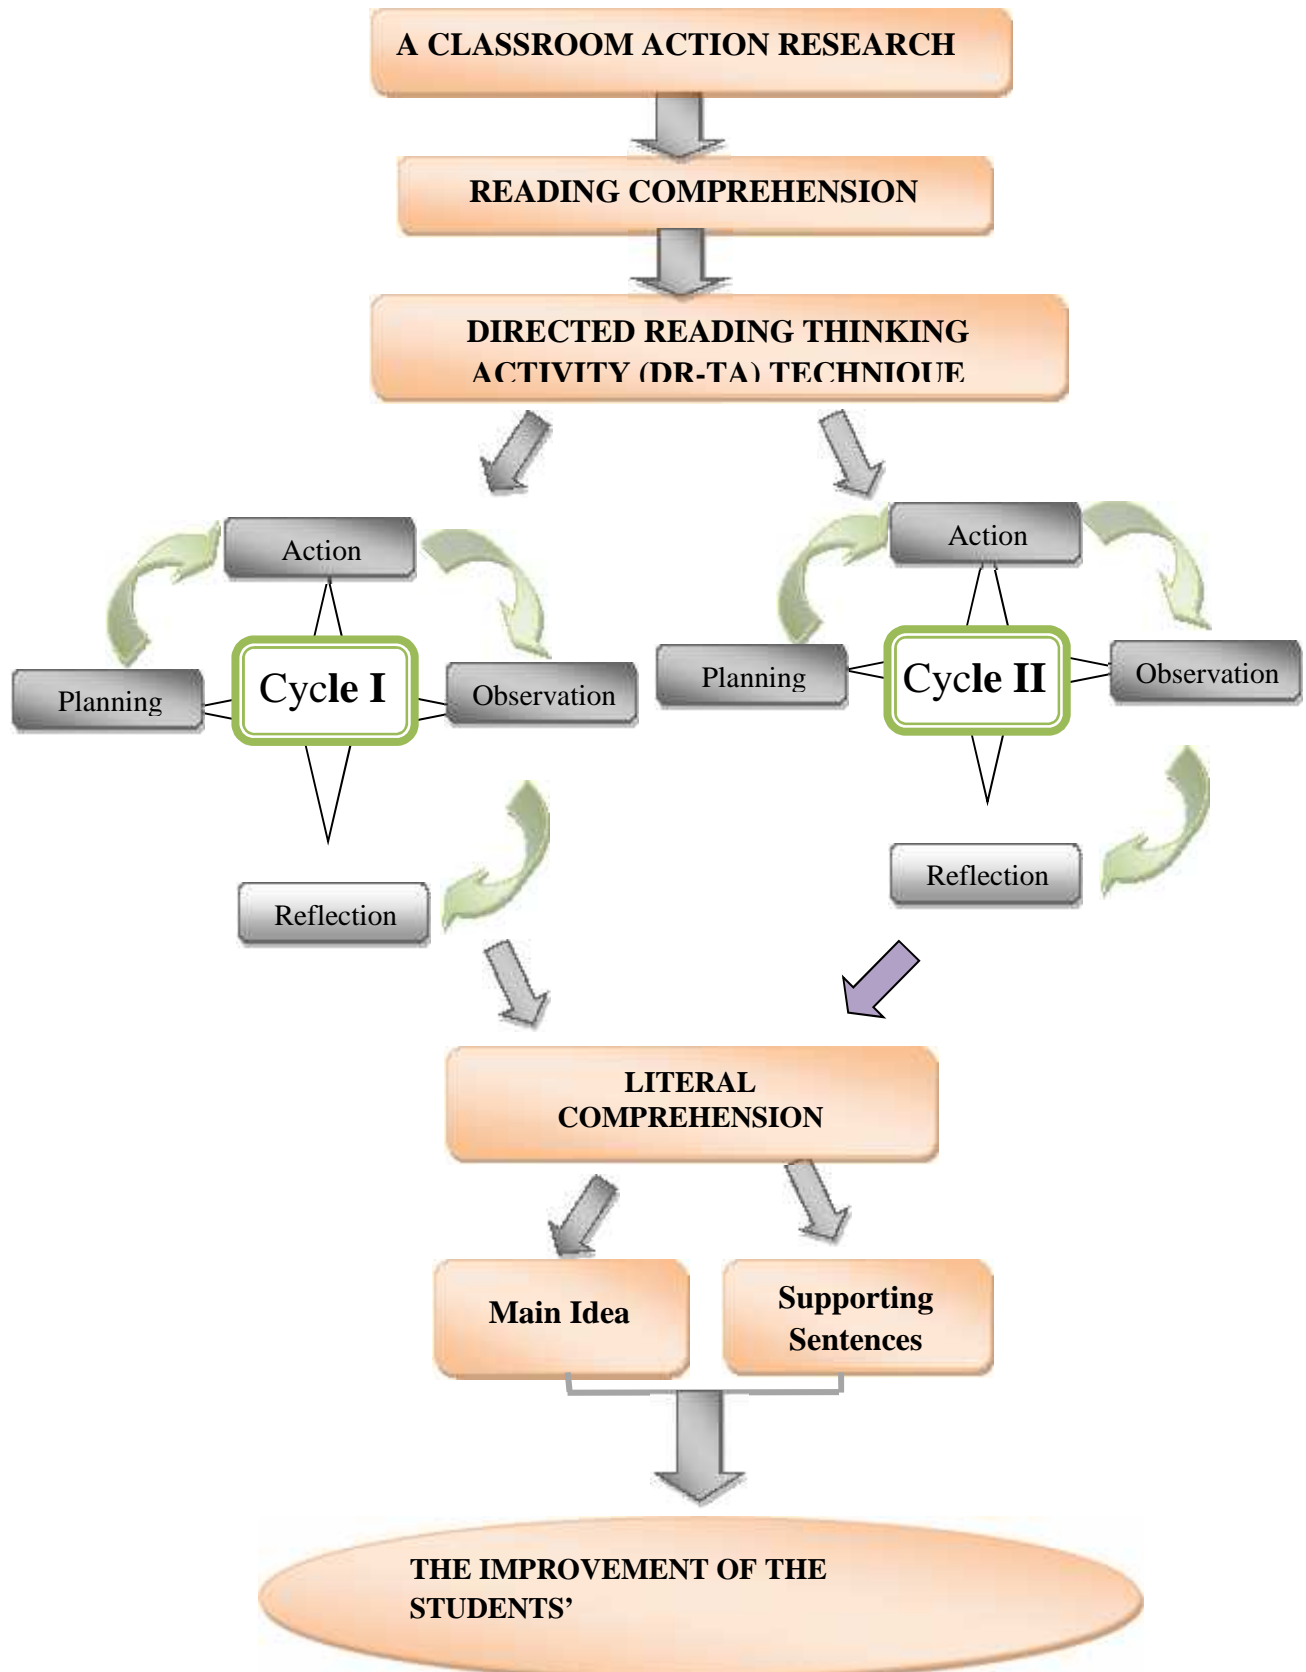 A CLASSROOM ACTION RESEARCH
READING COMPREHENSION
DIRECTED READING THINKING
ACTIVITY (DR-TA) TECHNIQUE
Action
Planning
Cycle I
Observation
Reflection
Action
Planning
Cycle II
Observation
Reflection
LITERAL
COMPREHENSION
Main Idea
Supporting
Sentences
THE IMPROVEMENT OF THE
STUDENTS’